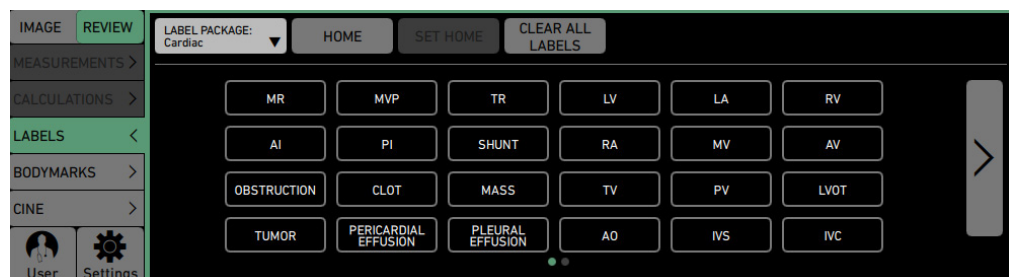 IMAGE REVIEW
MEASUREMENTS >
CALCULATIONS >
LABELS <
BODYMARKS >
CINE >
User Settings
LABEL PACKAGE:
Cardiac
HOME
SET HOME
CLEAR ALL
LABELS
MR MVP TR LV LA RV
AI PI SHUNT RA MV AV
OBSTRUCTION CLOT MASS TV PV LVOT
TUMOR PERICARDIAL EFFUSION PLEURAL EFFUSION AO IVS IVC